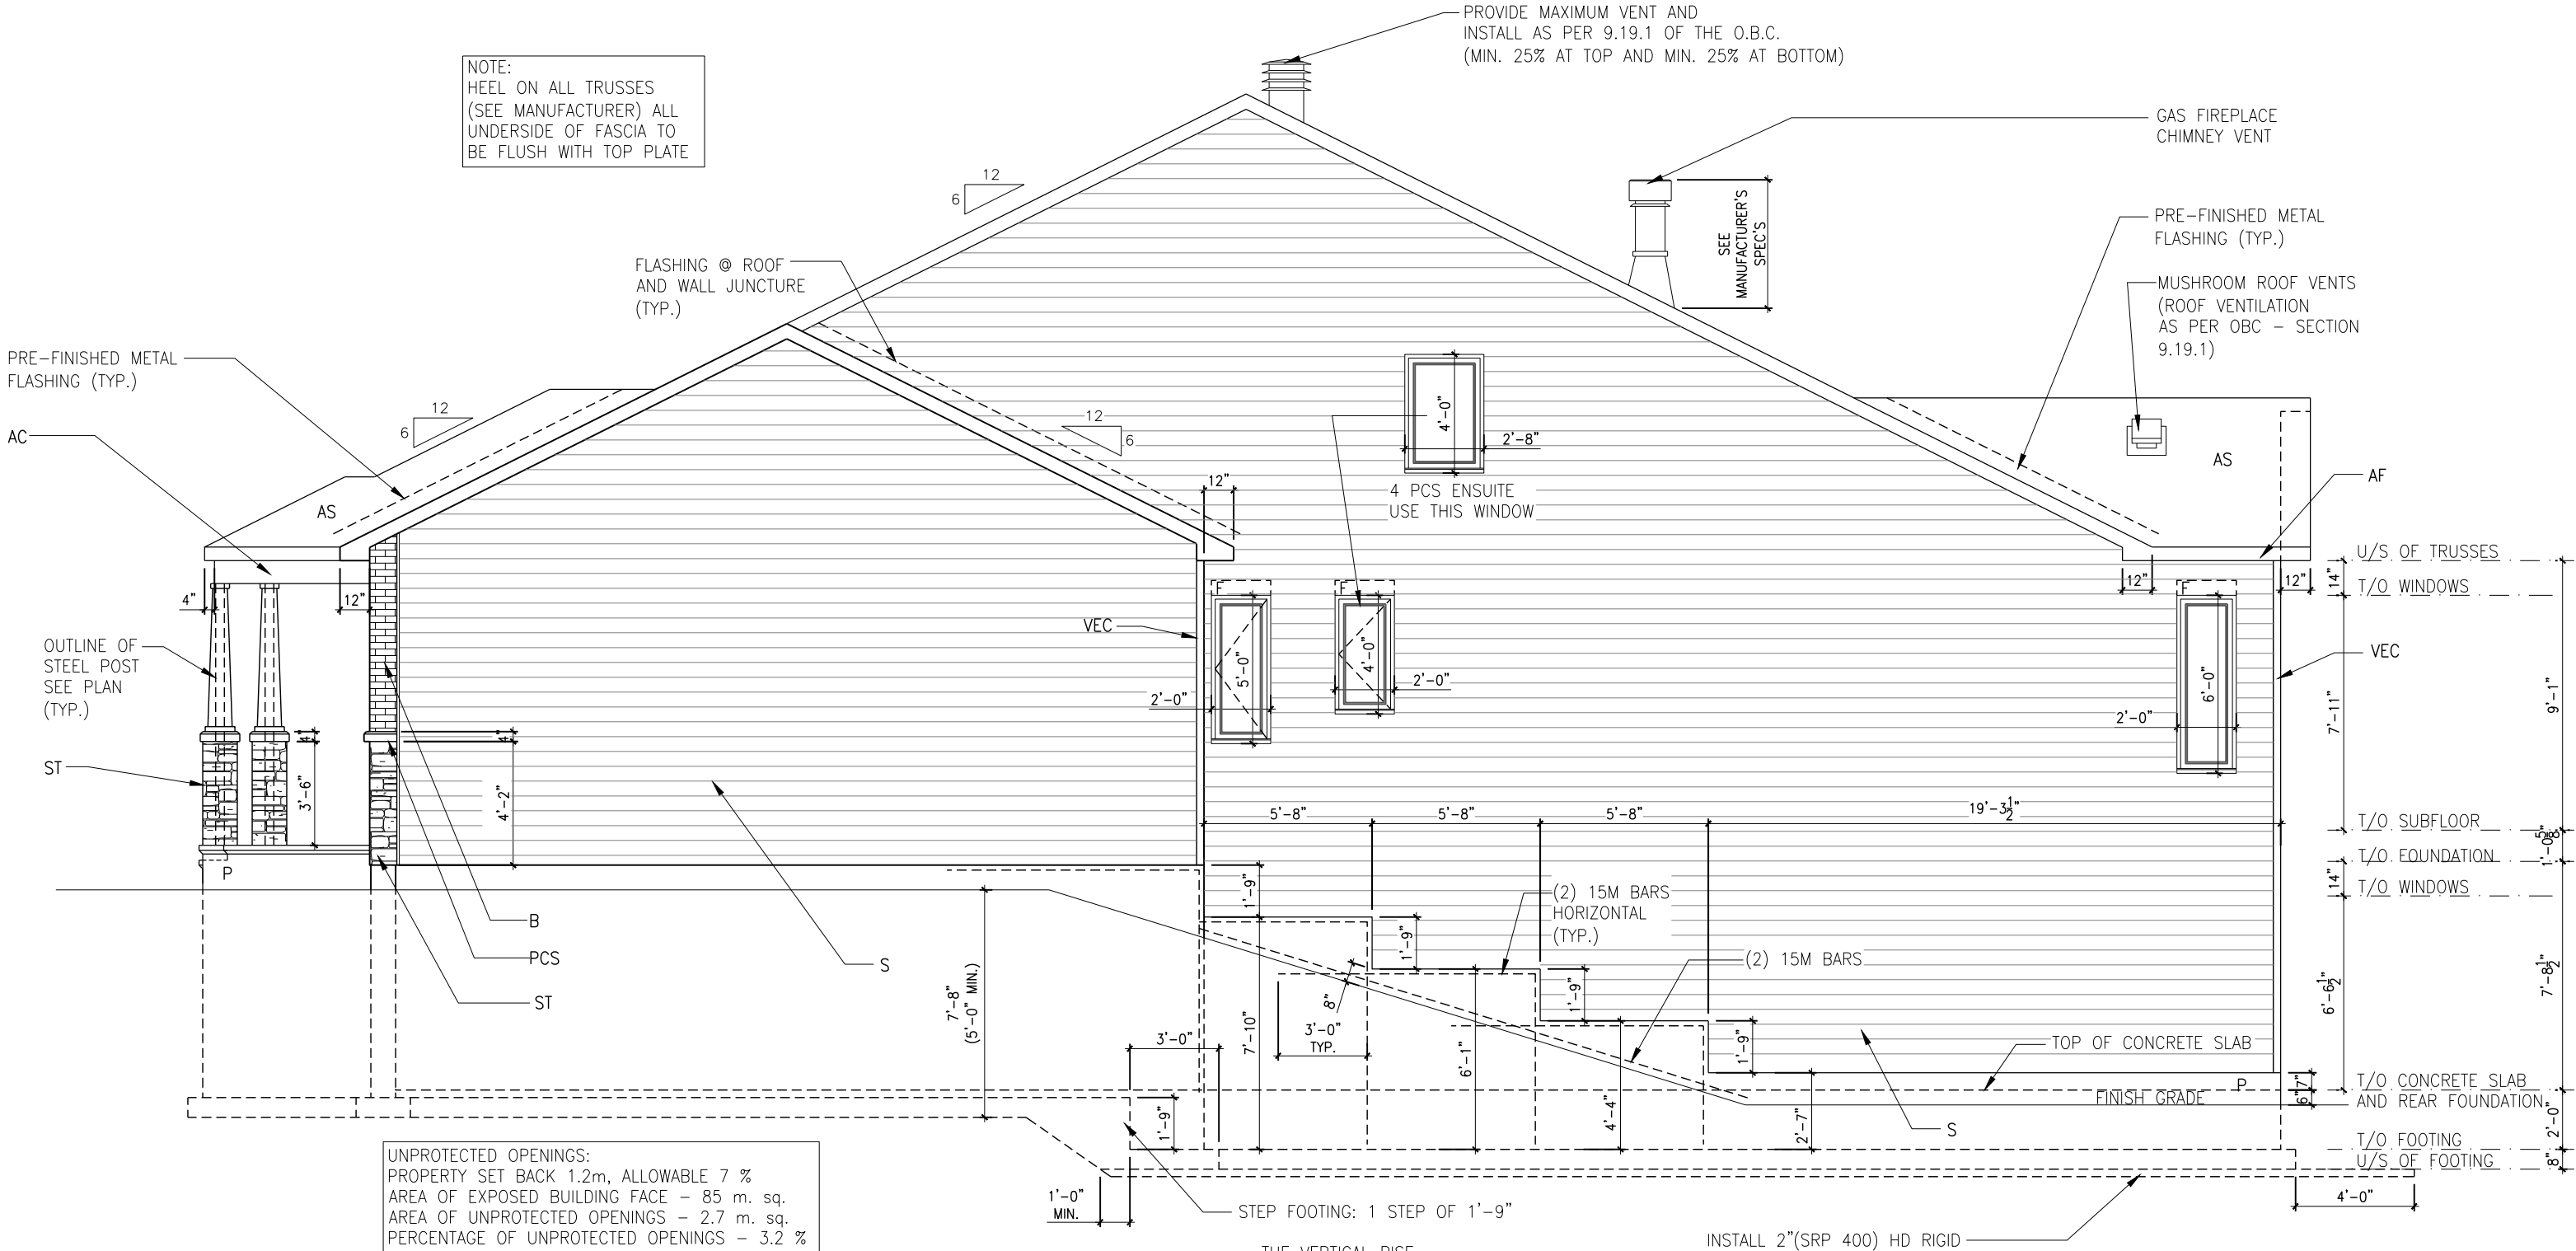 PROVIDE MAXIMUM VENT AND
INSTALL AS PER 9.19.1 OF THE O.B.C.
(MIN. 25% AT TOP AND MIN. 25% AT BOTTOM)
NOTE:
HEEL ON ALL TRUSSES
(SEE MANUFACTURER) ALL
UNDERSIDE OF FASCIA TO
BE FLUSH WITH TOP PLATE
GAS FIREPLACE
CHIMNEY VENT
12
6
SEE
MANUFACTURER'S
SPEC'S
PRE-FINISHED METAL
FLASHING (TYP.)
FLASHING @ ROOF
AND WALL JUNCTURE
(TYP.)
MUSHROOM ROOF VENTS
(ROOF VENTILATION
AS PER OBC - SECTION
9.19.1)
PRE-FINISHED METAL
FLASHING (TYP.)
12
6
12
6
AC
4'-0"
2'-8"
4 PCS ENSUITE
USE THIS WINDOW
12"
AS
AS
AF
U/S OF TRUSSES
14"
T/O WINDOWS
4"
12"
12"
12"
F
F
F
OUTLINE OF
STEEL POST
SEE PLAN
(TYP.)
VEC
VEC
5'-0"
2'-0"
4'-0"
2'-0"
6'-0"
2'-0"
7'-11"
9'-1"
4"
4"
ST
3'-6"
4'-2"
5'-8"
5'-8"
5'-8"
19'-3 1/2"
T/O SUBFLOOR
1'-0 5/8"
T/O FOUNDATION
14"
T/O WINDOWS
P
B
PCS
ST
S
1'-9"
1'-9"
1'-9"
1'-9"
(2) 15M BARS
HORIZONTAL
(TYP.)
(2) 15M BARS
7'-8"
(5'-0" MIN.)
8"
3'-0"
TYP.
3'-0"
7'-10"
6'-1"
4'-4"
2'-7"
1'-9"
6'-6 1/2"
7'-8 1/2"
TOP OF CONCRETE SLAB
P
FINISH GRADE
7"
6"
T/O CONCRETE SLAB
AND REAR FOUNDATION
2'-0"
S
T/O FOOTING
U/S OF FOOTING
8"
4'-0"
1'-0"
MIN.
STEP FOOTING: 1 STEP OF 1'-9"
UNPROTECTED OPENINGS:
PROPERTY SET BACK 1.2m, ALLOWABLE 7 %
AREA OF EXPOSED BUILDING FACE - 85 m. sq.
AREA OF UNPROTECTED OPENINGS - 2.7 m. sq.
PERCENTAGE OF UNPROTECTED OPENINGS - 3.2 %
THE VERTICAL RISE
INSTALL 2"(SRP 400) HD RIGID